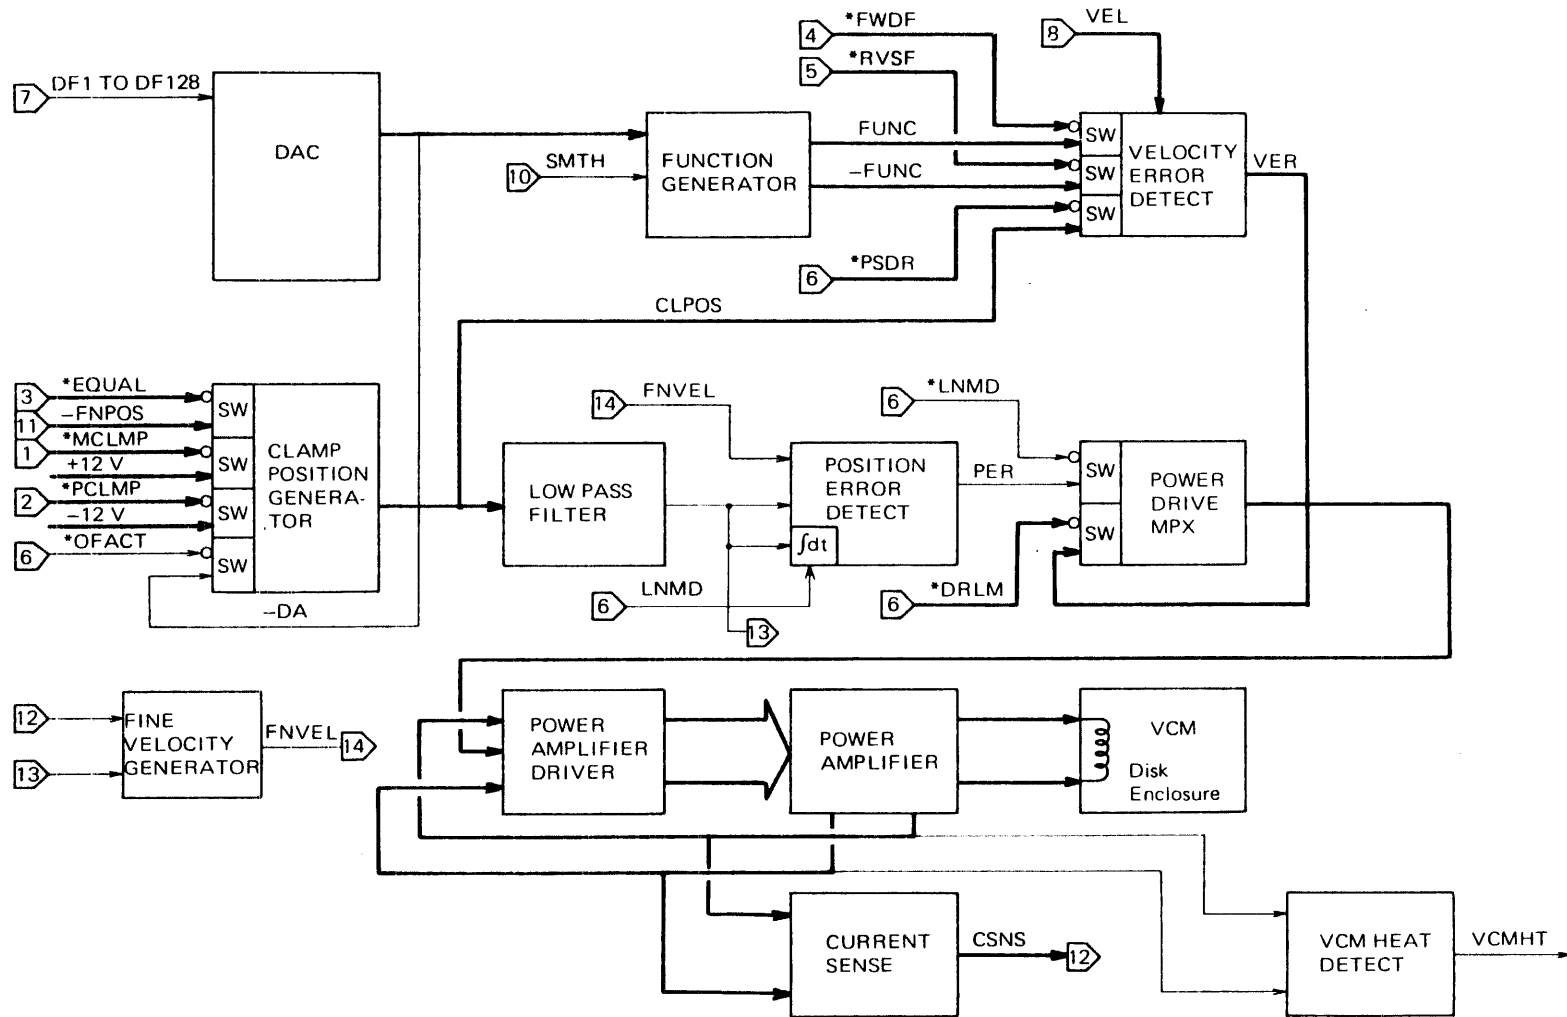 4
*FWDF
8
VEL
5
*RVSF
7
DF1 TO DF128
DAC
10
SMTH
FUNCTION
GENERATOR
FUNC
–FUNC
SW
SW
SW
VELOCITY
ERROR
DETECT
VER
6
*PSDR
CLPOS
3
*EQUAL
11
–FNPOS
1
*MCLMP
+12 V
2
*PCLMP
–12 V
6
*OFACT
SW
SW
SW
SW
CLAMP
POSITION
GENERA-
TOR
–DA
LOW PASS
FILTER
14
FNVEL
POSITION
ERROR
DETECT
∫dt
6
LNMD
13
PER
6
*LNMD
SW
SW
POWER
DRIVE
MPX
6
*DRLM
12
13
FINE
VELOCITY
GENERATOR
FNVEL
14
POWER
AMPLIFIER
DRIVER
POWER
AMPLIFIER
VCM
Disk
Enclosure
CURRENT
SENSE
CSNS
12
VCM HEAT
DETECT
VCMHT